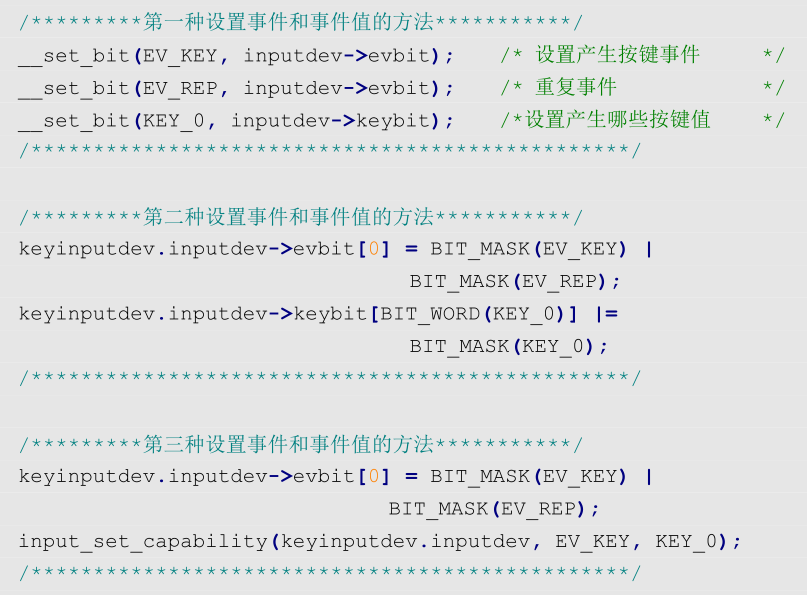 /*********第一种设置事件和事件值的方法***********/
__set_bit(EV_KEY, inputdev->evbit); /* 设置产生按键事件 */
__set_bit(EV_REP, inputdev->evbit); /* 重复事件 */
__set_bit(KEY_0, inputdev->keybit); /*设置产生哪些按键值 */
/************************************************/
/*********第二种设置事件和事件值的方法***********/
keyinputdev.inputdev->evbit[0] = BIT_MASK(EV_KEY) |
BIT_MASK(EV_REP);
keyinputdev.inputdev->keybit[BIT_WORD(KEY_0)] |=
BIT_MASK(KEY_0);
/************************************************/
/*********第三种设置事件和事件值的方法***********/
keyinputdev.inputdev->evbit[0] = BIT_MASK(EV_KEY) |
BIT_MASK(EV_REP);
input_set_capability(keyinputdev.inputdev, EV_KEY, KEY_0);
/************************************************/